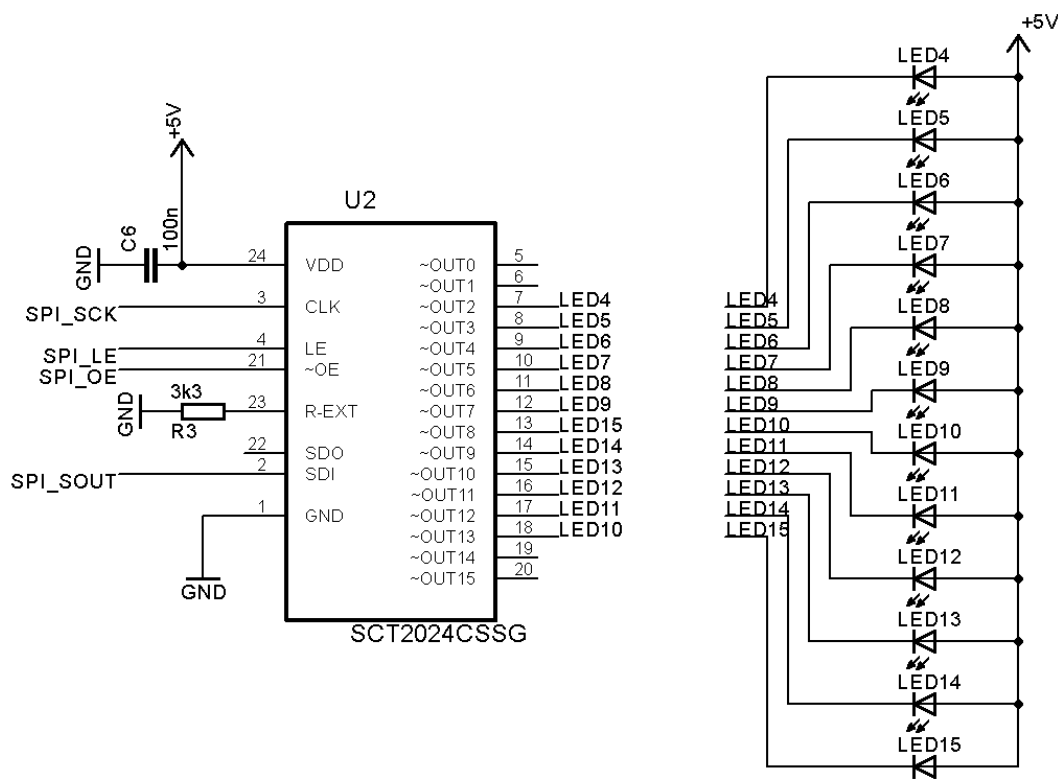 +5V
U2
C6
100n
GND
24 VDD
3 CLK
SPI_SCK
4 LE
SPI_LE
21 ~OE
SPI_OE
GND
3k3
R3
23 R-EXT
22 SDO
2 SDI
SPI_SOUT
1 GND
GND
~OUT0 5
~OUT1 6
~OUT2 7 LED4
~OUT3 8 LED5
~OUT4 9 LED6
~OUT5 10 LED7
~OUT6 11 LED8
~OUT7 12 LED9
~OUT8 13 LED15
~OUT9 14 LED14
~OUT10 15 LED13
~OUT11 16 LED12
~OUT12 17 LED11
~OUT13 18 LED10
~OUT14 19
~OUT15 20
SCT2024CSSG
LED4
LED5
LED6
LED7
LED8
LED9
LED10
LED11
LED12
LED13
LED14
LED15
+5V
LED4
LED5
LED6
LED7
LED8
LED9
LED10
LED11
LED12
LED13
LED14
LED15